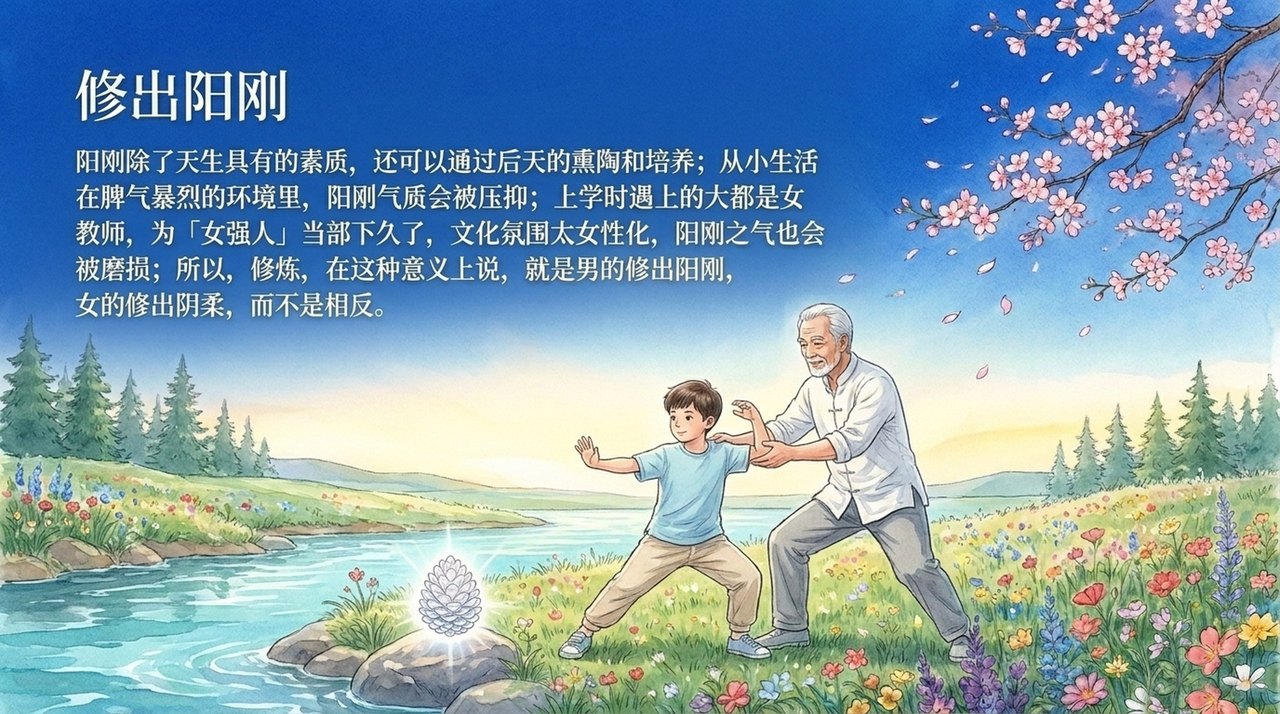 修出阳刚
阳刚除了天生具有的素质，还可以通过后天的熏陶和培养；从小生活
在脾气暴烈的环境里，阳刚气质会被压抑；上学时遇上的大都是女
教师，为「女强人」当部下久了，文化氛围太女性化，阳刚之气也会
被磨损；所以，修炼，在这种意义上说，就是男的修出阳刚，
女的修出阴柔，而不是相反。